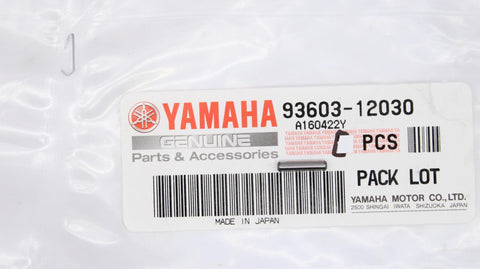 YAMAHA 93603-12030
A160422Y
GENUINE
Parts & Accessories
PCS
PACK LOT
YAMAHA MOTOR CO.,LTD.
2500 SHINGAI IWATA SHIZUOKA JAPAN
MADE IN JAPAN